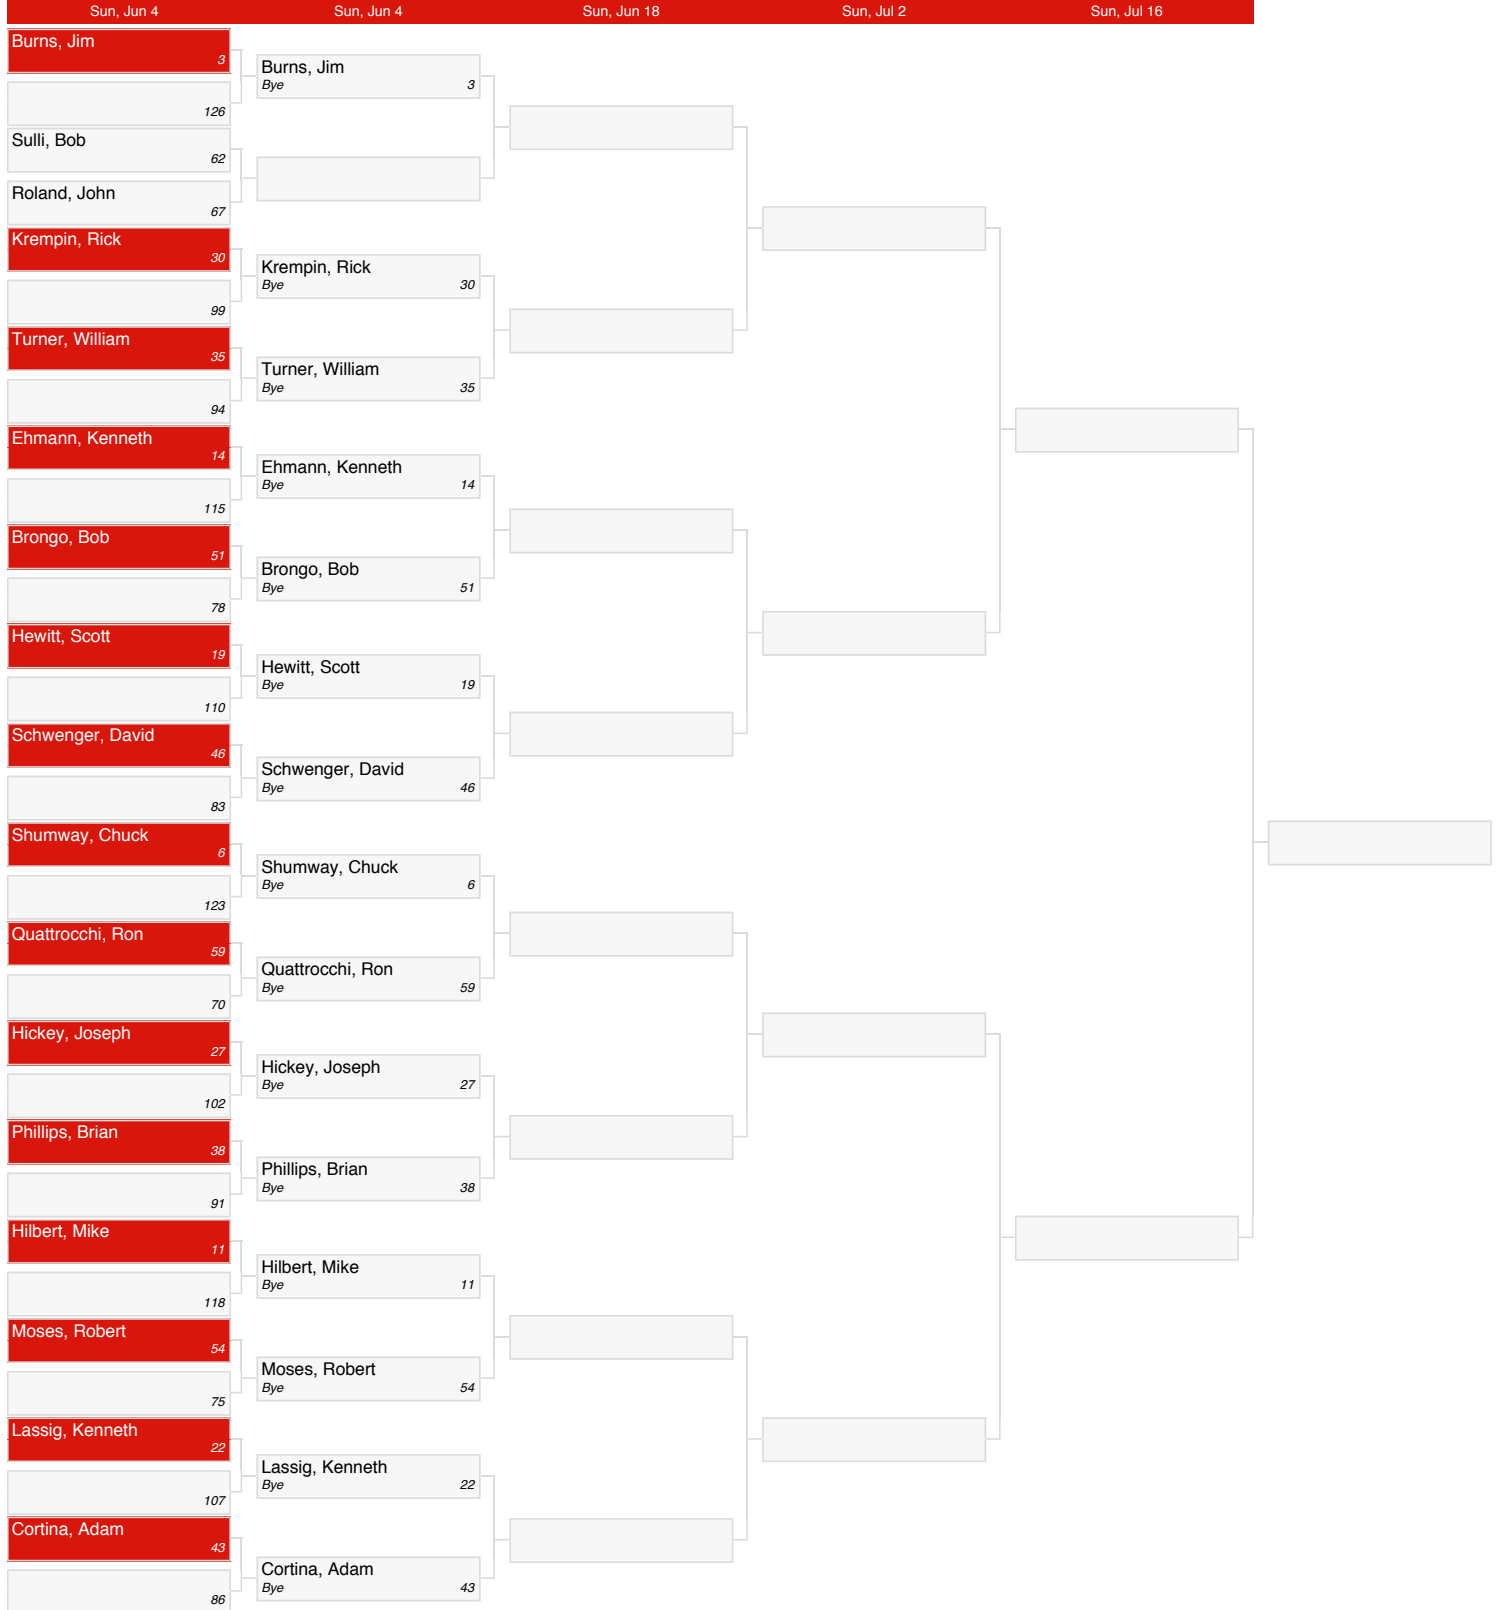 Sun, Jun 4
Sun, Jun 4
Sun, Jun 18
Sun, Jul 2
Sun, Jul 16
Burns, Jim
3
126
Sulli, Bob
62
Roland, John
67
Krempin, Rick
30
99
Turner, William
35
94
Ehmann, Kenneth
14
115
Brongo, Bob
51
78
Hewitt, Scott
19
110
Schwenger, David
46
83
Shumway, Chuck
6
123
Quattrocchi, Ron
59
70
Hickey, Joseph
27
102
Phillips, Brian
38
91
Hilbert, Mike
11
118
Moses, Robert
54
75
Lassig, Kenneth
22
107
Cortina, Adam
43
86
Burns, Jim
Bye 3
Krempin, Rick
Bye 30
Turner, William
Bye 35
Ehmann, Kenneth
Bye 14
Brongo, Bob
Bye 51
Hewitt, Scott
Bye 19
Schwenger, David
Bye 46
Shumway, Chuck
Bye 6
Quattrocchi, Ron
Bye 59
Hickey, Joseph
Bye 27
Phillips, Brian
Bye 38
Hilbert, Mike
Bye 11
Moses, Robert
Bye 54
Lassig, Kenneth
Bye 22
Cortina, Adam
Bye 43